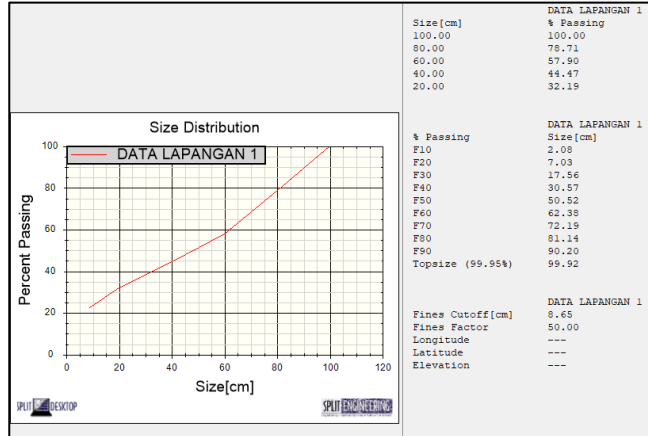 DATA LAPANGAN 1
Size[cm] % Passing
100.00 100.00
80.00 78.71
60.00 57.90
40.00 44.47
20.00 32.19
DATA LAPANGAN 1
% Passing Size[cm]
F10 2.08
F20 7.03
F30 17.56
F40 30.57
F50 50.52
F60 62.38
F70 72.19
F80 81.14
F90 90.20
Topsize (99.95%) 99.92
DATA LAPANGAN 1
Fines Cutoff[cm] 8.65
Fines Factor 50.00
Longitude ---
Latitude ---
Elevation ---
Size Distribution
DATA LAPANGAN 1
Percent Passing
100
80
60
40
20
0
0 20 40 60 80 100 120
Size[cm]
SPLIT DESKTOP
SPLIT ENGINEERING